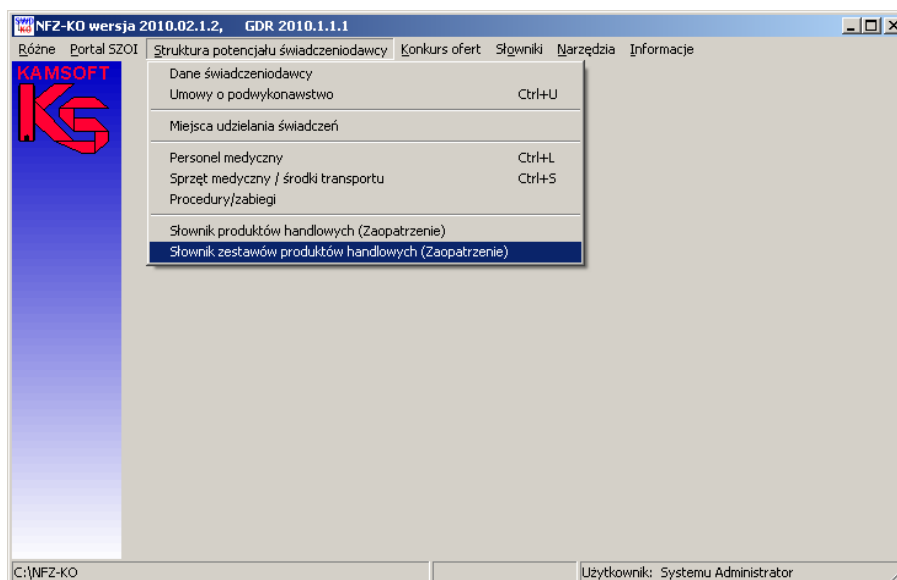 NFZ-KO wersja 2010.02.1.2, GDR 2010.1.1.1
Różne Portal SZOI Struktura potencjału świadczeniodawcy Konkurs ofert Słowniki Narzędzia Informacje
KAMSOFT
KS
Dane świadczeniodawcy
Umowy o podwykonawstwo Ctrl+U
Miejsca udzielania świadczeń
Personel medyczny Ctrl+L
Sprzęt medyczny / środki transportu Ctrl+S
Procedury/zabiegi
Słownik produktów handlowych (Zaopatrzenie)
Słownik zestawów produktów handlowych (Zaopatrzenie)
C:\NFZ-KO Użytkownik: Systemu Administrator